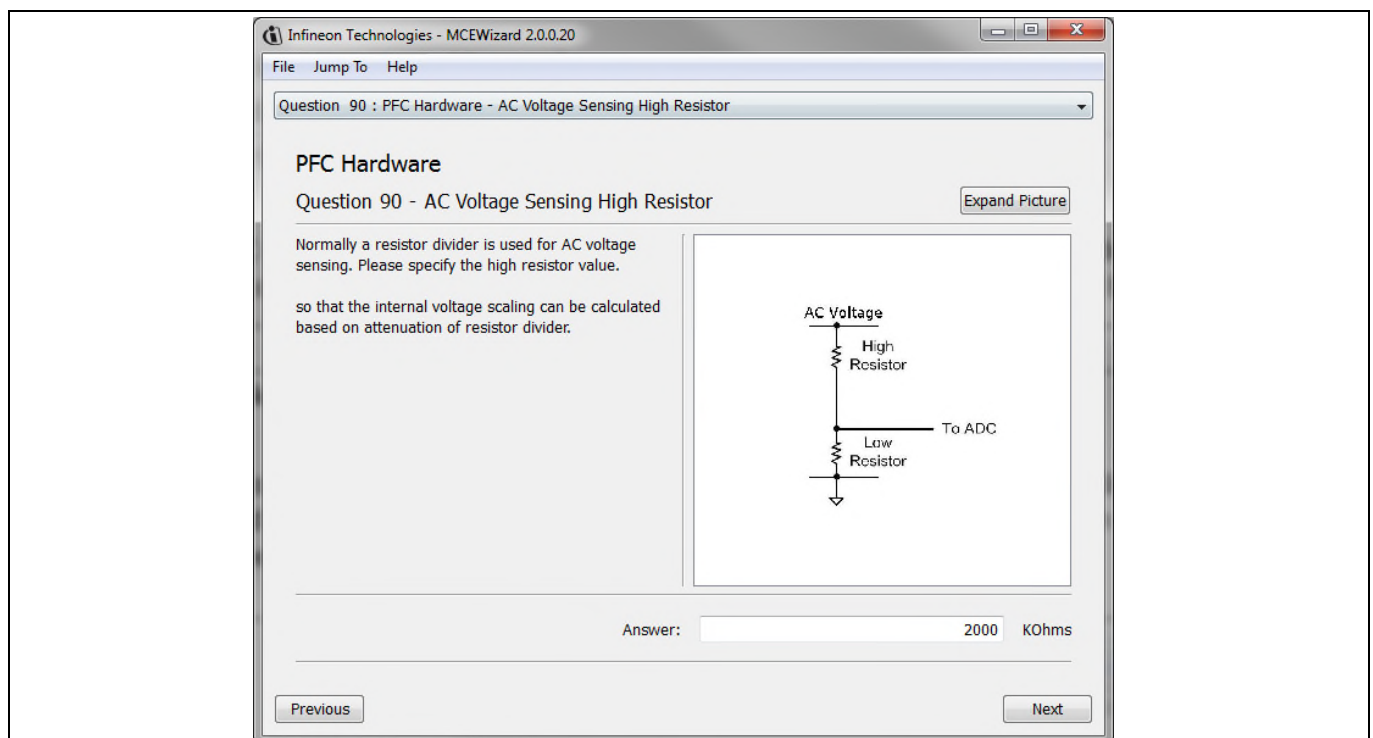 Infineon Technologies - MCEWizard 2.0.0.20
File Jump To Help
Question 90 : PFC Hardware - AC Voltage Sensing High Resistor
PFC Hardware
Question 90 - AC Voltage Sensing High Resistor
Expand Picture
Normally a resistor divider is used for AC voltage
sensing. Please specify the high resistor value.
so that the internal voltage scaling can be calculated
based on attenuation of resistor divider.
AC Voltage
High
Resistor
To ADC
Low
Resistor
Answer: 2000 KOhms
Previous
Next